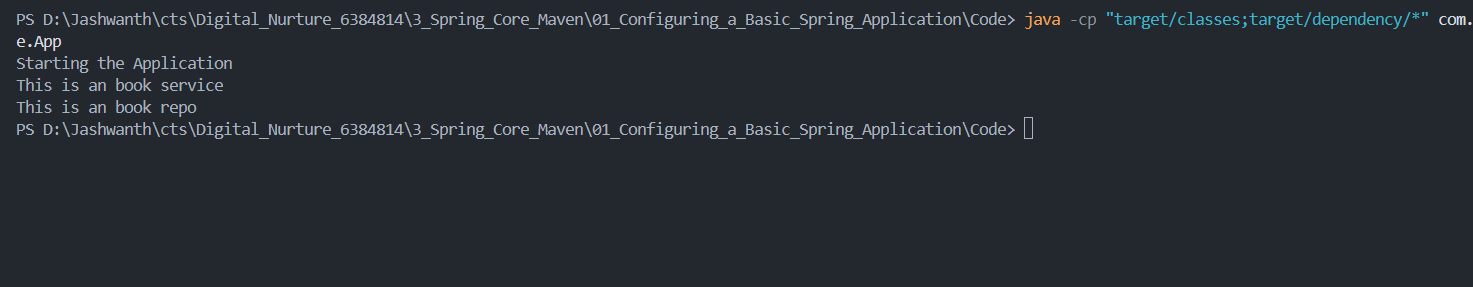 PS D:\Jashwanth\cts\Digital_Nurture_6384814\3_Spring_Core_Maven\01_Configuring_a_Basic_Spring_Application\Code> java -cp "target/classes;target/dependency/*" com.
e.App
Starting the Application
This is an book service
This is an book repo
PS D:\Jashwanth\cts\Digital_Nurture_6384814\3_Spring_Core_Maven\01_Configuring_a_Basic_Spring_Application\Code>